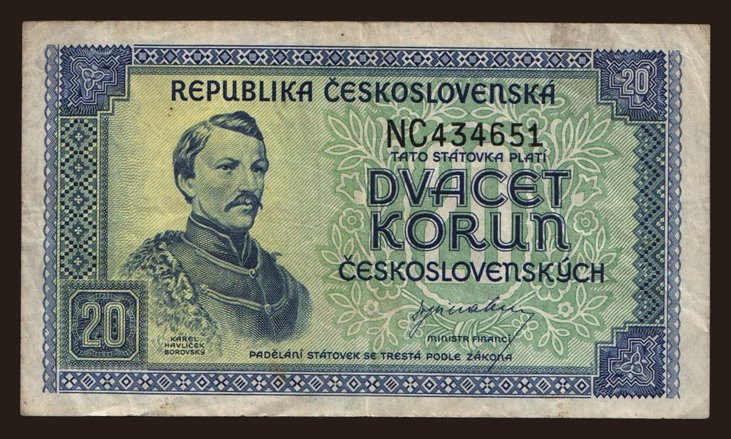 20
REPUBLIKA ČESKOSLOVENSKÁ
NC434651
TATO STÁTOVKA PLATÍ
DVACET
KORUN
ČESKOSLOVENSKÝCH
MINISTR FINANCÍ
20
KAREL
HAVLÍČEK
BOROVSKÝ
PADĚLÁNÍ STÁTOVEK SE TRESTÁ PODLE ZÁKONA